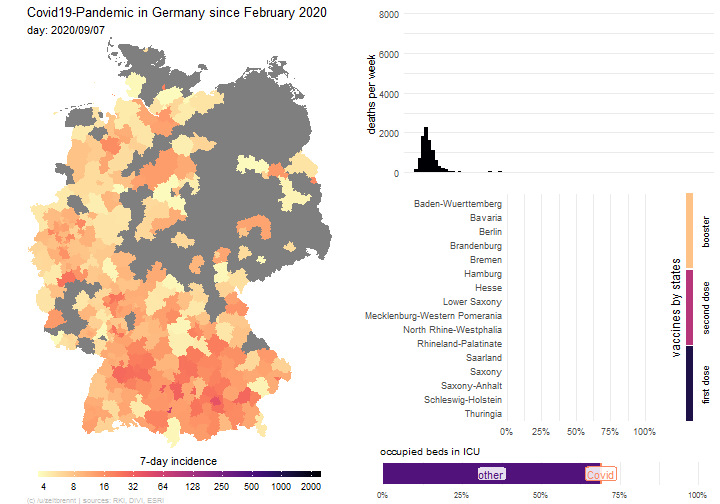 Covid19-Pandemic in Germany since February 2020
day: 2020/09/07
7-day incidence
4 8 16 32 64 128 256 500 1000 2000
(c) /u/zeitbrennt | sources: RKI, DIVI, ESRI
deaths per week
8000
6000
4000
2000
0
Baden-Wuerttemberg
Bavaria
Berlin
Brandenburg
Bremen
Hamburg
Hesse
Lower Saxony
Mecklenburg-Western Pomerania
North Rhine-Westphalia
Rhineland-Palatinate
Saarland
Saxony
Saxony-Anhalt
Schleswig-Holstein
Thuringia
0% 25% 50% 75% 100%
vaccines by states
booster
second dose
first dose
occupied beds in ICU
other Covid
0% 25% 50% 75% 100%